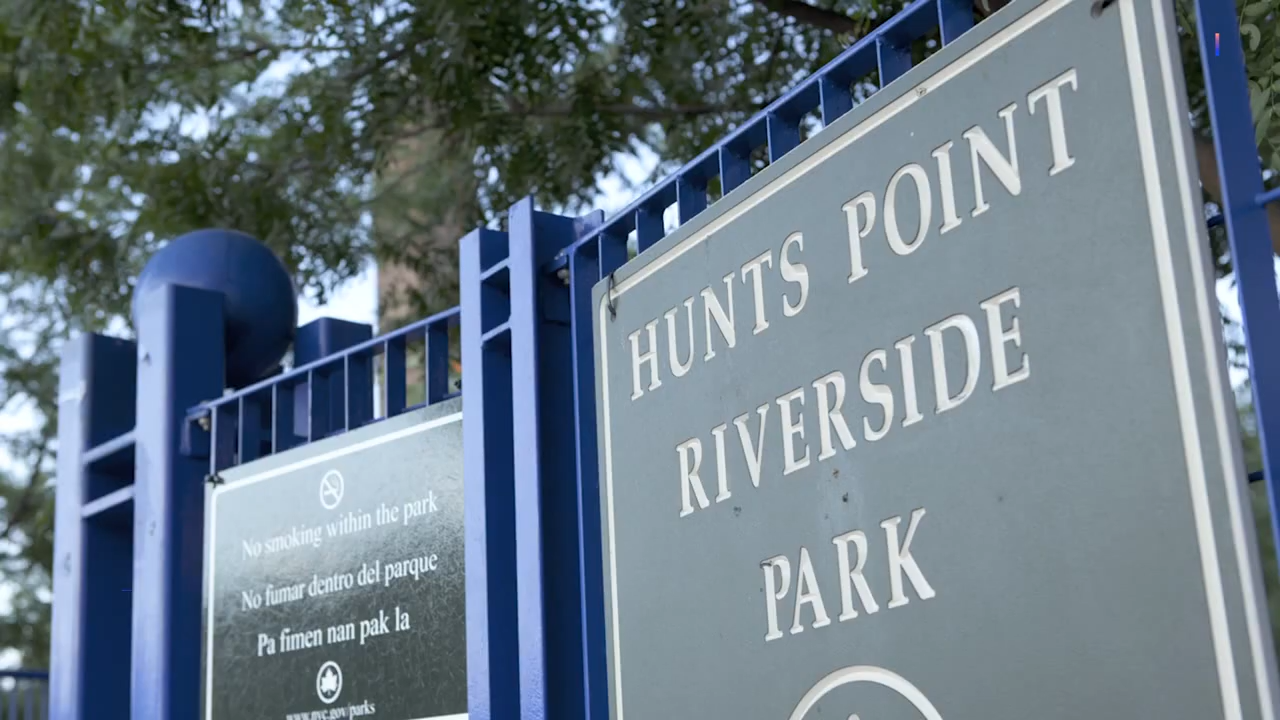 No smoking within the park
No fumar dentro del parque
Pa fimen nan pak la
www.nyc.gov/parks
HUNTS POINT
RIVERSIDE
PARK